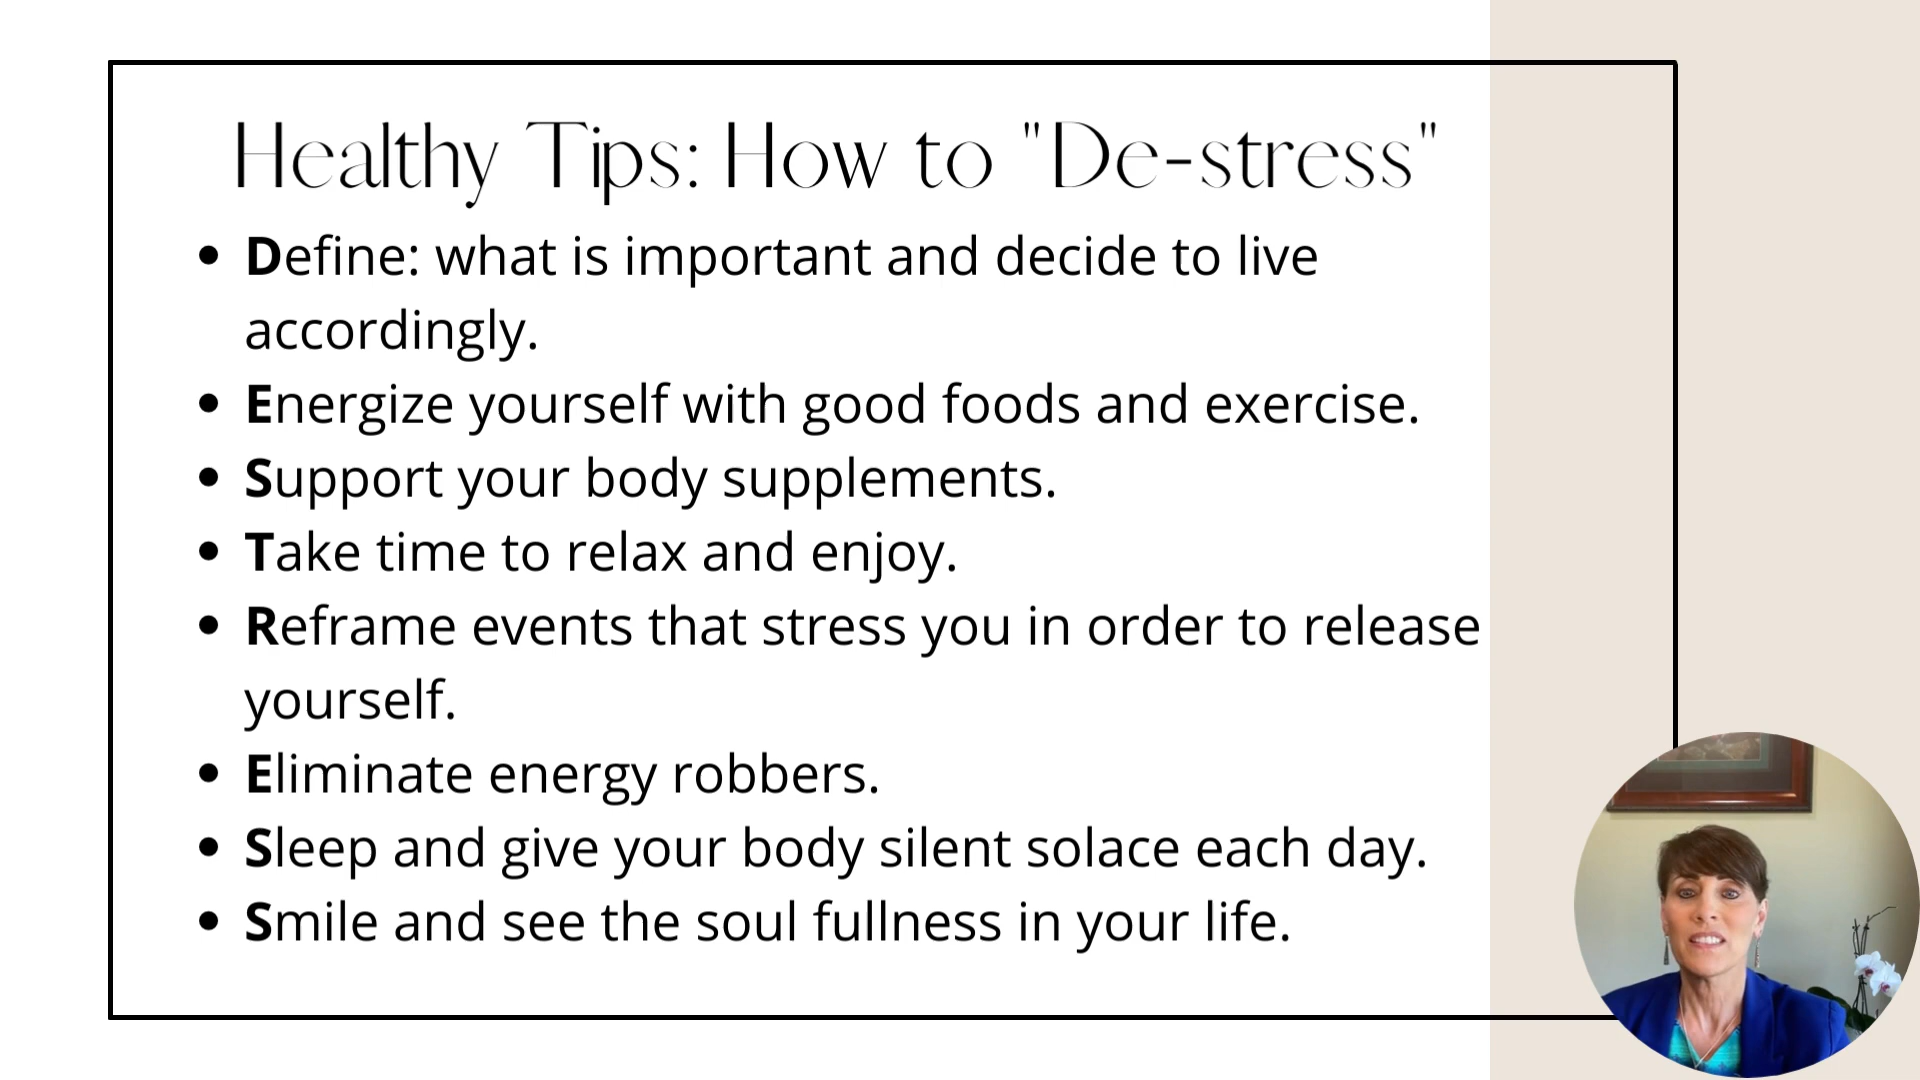 Healthy Tips: How to "De-stress"
Define: what is important and decide to live
accordingly.
Energize yourself with good foods and exercise.
Support your body supplements.
Take time to relax and enjoy.
Reframe events that stress you in order to release
yourself.
Eliminate energy robbers.
Sleep and give your body silent solace each day.
Smile and see the soul fullness in your life.